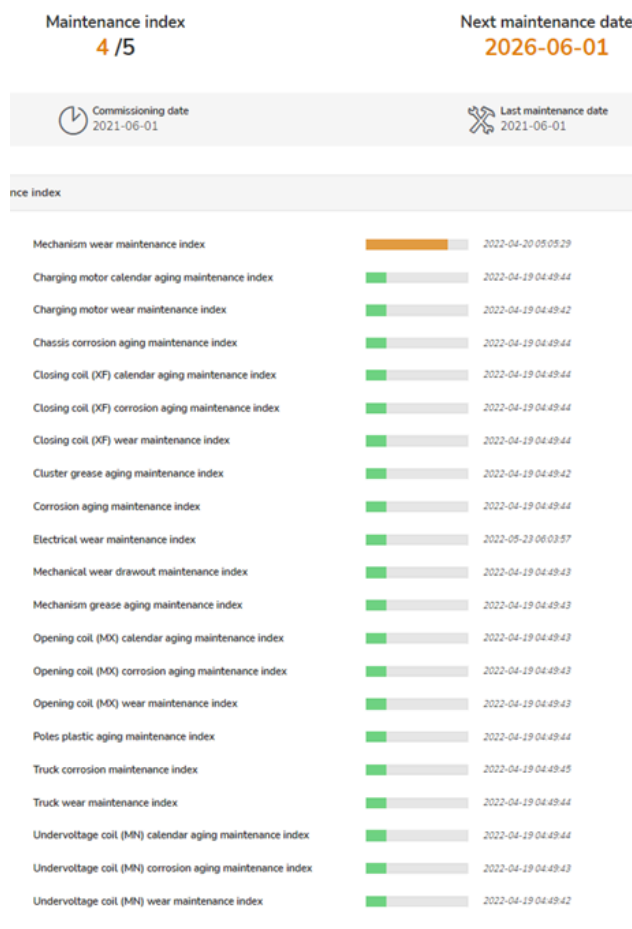 Maintenance index
4 /5
Next maintenance date
2026-06-01
Commissioning date
2021-06-01
Last maintenance date
2021-06-01
nce index
Mechanism wear maintenance index 2022-04-20 05:05:29
Charging motor calendar aging maintenance index 2022-04-19 04:49:44
Charging motor wear maintenance index 2022-04-19 04:49:42
Chassis corrosion aging maintenance index 2022-04-19 04:49:44
Closing coil (XF) calendar aging maintenance index 2022-04-19 04:49:44
Closing coil (XF) corrosion aging maintenance index 2022-04-19 04:49:44
Closing coil (XF) wear maintenance index 2022-04-19 04:49:44
Cluster grease aging maintenance index 2022-04-19 04:49:42
Corrosion aging maintenance index 2022-04-19 04:49:44
Electrical wear maintenance index 2022-05-23 06:03:57
Mechanical wear drawout maintenance index 2022-04-19 04:49:43
Mechanism grease aging maintenance index 2022-04-19 04:49:43
Opening coil (MX) calendar aging maintenance index 2022-04-19 04:49:43
Opening coil (MX) corrosion aging maintenance index 2022-04-19 04:49:43
Opening coil (MX) wear maintenance index 2022-04-19 04:49:43
Poles plastic aging maintenance index 2022-04-19 04:49:44
Truck corrosion maintenance index 2022-04-19 04:49:45
Truck wear maintenance index 2022-04-19 04:49:44
Undervoltage coil (MN) calendar aging maintenance index 2022-04-19 04:49:44
Undervoltage coil (MN) corrosion aging maintenance index 2022-04-19 04:49:43
Undervoltage coil (MN) wear maintenance index 2022-04-19 04:49:42